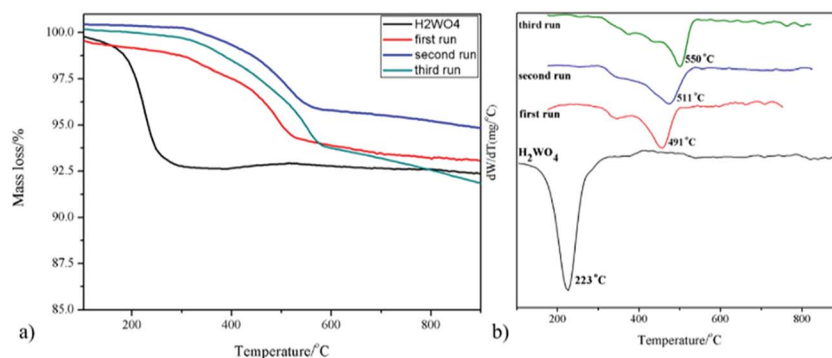 100.0
97.5
95.0
92.5
90.0
87.5
85.0
Mass loss/%
200
400
600
800
Temperature/°C
H2WO4
first run
second run
third run
a)
third run
550°C
second run
511°C
first run
491°C
H2WO4
223°C
dW/dT(mg/°C)
200
400
600
800
Temperature/°C
b)